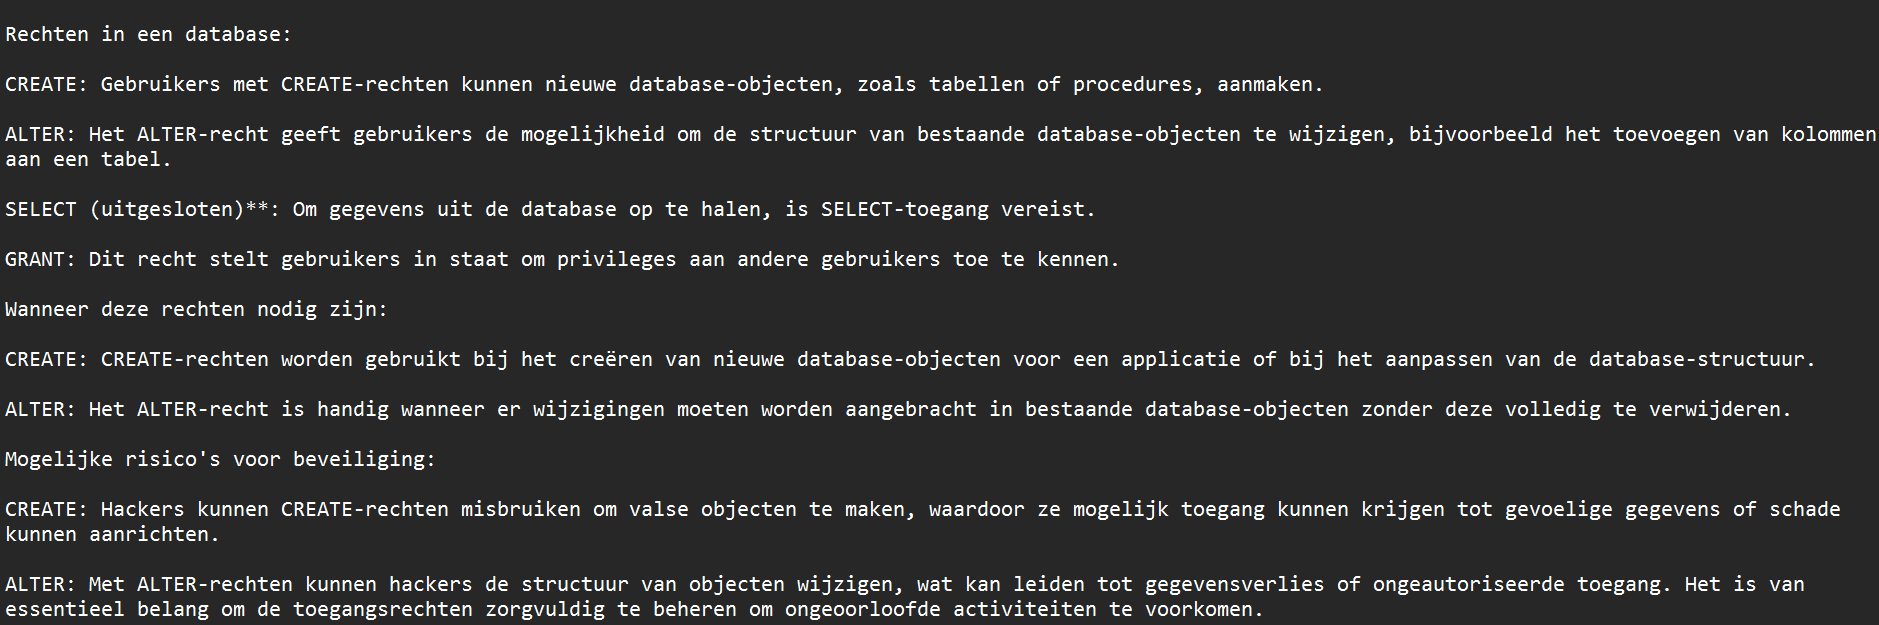 Rechten in een database:
CREATE: Gebruikers met CREATE-rechten kunnen nieuwe database-objecten, zoals tabellen of procedures, aanmaken.
ALTER: Het ALTER-recht geeft gebruikers de mogelijkheid om de structuur van bestaande database-objecten te wijzigen, bijvoorbeeld het toevoegen van kolommen
aan een tabel.
SELECT (uitgesloten)**: Om gegevens uit de database op te halen, is SELECT-toegang vereist.
GRANT: Dit recht stelt gebruikers in staat om privileges aan andere gebruikers toe te kennen.
Wanneer deze rechten nodig zijn:
CREATE: CREATE-rechten worden gebruikt bij het creëren van nieuwe database-objecten voor een applicatie of bij het aanpassen van de database-structuur.
ALTER: Het ALTER-recht is handig wanneer er wijzigingen moeten worden aangebracht in bestaande database-objecten zonder deze volledig te verwijderen.
Mogelijke risico's voor beveiliging:
CREATE: Hackers kunnen CREATE-rechten misbruiken om valse objecten te maken, waardoor ze mogelijk toegang kunnen krijgen tot gevoelige gegevens of schade
kunnen aanrichten.
ALTER: Met ALTER-rechten kunnen hackers de structuur van objecten wijzigen, wat kan leiden tot gegevensverlies of ongeautoriseerde toegang. Het is van
essentieel belang om de toegangsrechten zorgvuldig te beheren om ongeoorloofde activiteiten te voorkomen.